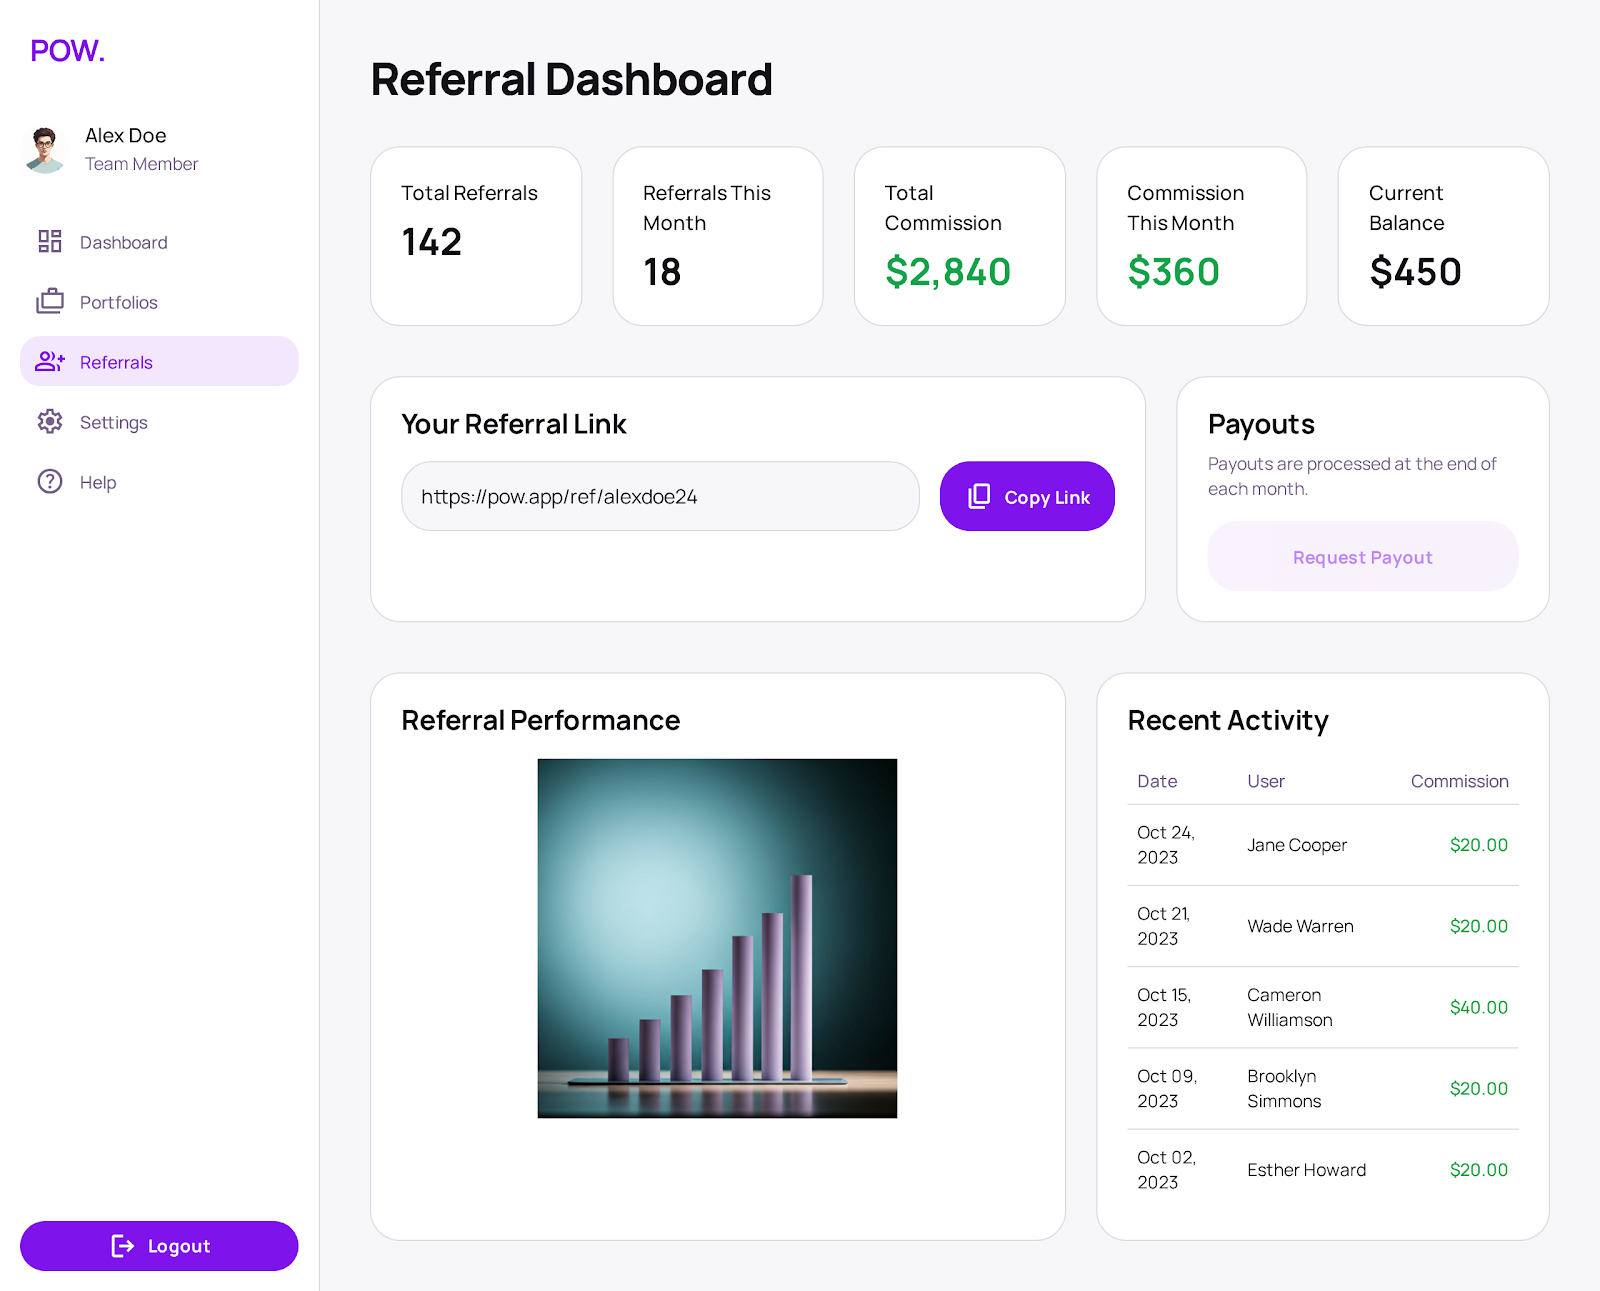 POW.
Alex Doe
Team Member
Dashboard
Portfolios
Referrals
Settings
Help
Logout
Referral Dashboard
Total Referrals
142
Referrals This
Month
18
Total
Commission
$2,840
Commission
This Month
$360
Current
Balance
$450
Your Referral Link
https://pow.app/ref/alexdoe24
Copy Link
Payouts
Payouts are processed at the end of
each month.
Request Payout
Referral Performance
Recent Activity
Date User Commission
Oct 24,
2023
Jane Cooper
$20.00
Oct 21,
2023
Wade Warren
$20.00
Oct 15,
2023
Cameron
Williamson
$40.00
Oct 09,
2023
Brooklyn
Simmons
$20.00
Oct 02,
2023
Esther Howard
$20.00